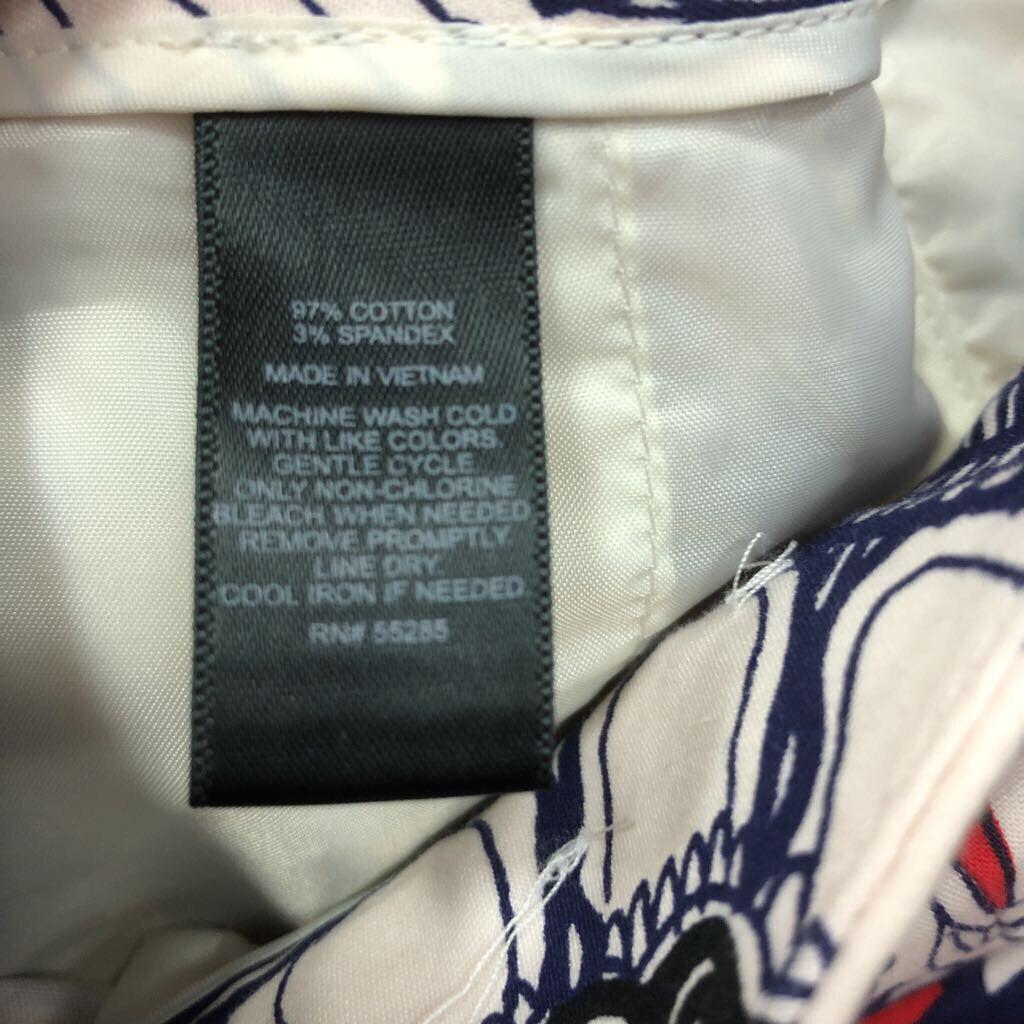 97% COTTON
3% SPANDEX
MADE IN VIETNAM
MACHINE WASH COLD
WITH LIKE COLORS.
GENTLE CYCLE
ONLY NON-CHLORINE
BLEACH, WHEN NEEDED
REMOVE PROMPTLY
LINE DRY.
COOL IRON IF NEEDED
RN# 55285